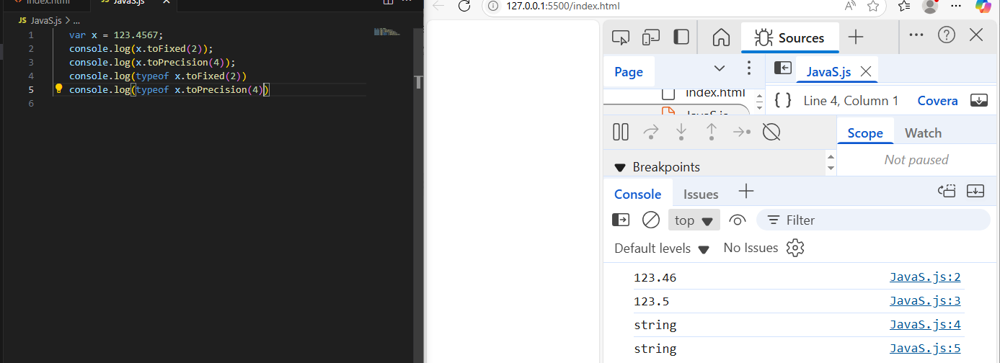 index.html
JS JavaS.js ×
JS JavaS.js > ...
1 var x = 123.4567;
2 console.log(x.toFixed(2));
3 console.log(x.toPrecision(4));
4 console.log(typeof x.toFixed(2))
5 console.log(typeof x.toPrecision(4))
6
127.0.0.1:5500/index.html
Sources
Page
JavaS.js
index.html
JavaS.js
{ } Line 4, Column 1 Covera
Scope Watch
Not paused
Breakpoints
Console Issues
top Filter
Default levels No Issues
123.46 JavaS.js:2
123.5 JavaS.js:3
string JavaS.js:4
string JavaS.js:5